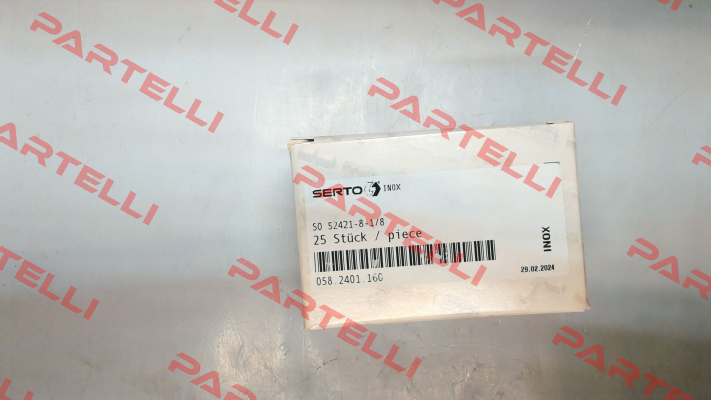 PARTELLI
PARTELLI
PARTELLI
PARTELLI
PARTELLI
PARTELLI
PARTELLI
PARTELLI
PARTELLI
SERTO INOX
SO 52421-8-1/8
25 Stück / piece
058.2401.160
INOX
29.02.2024